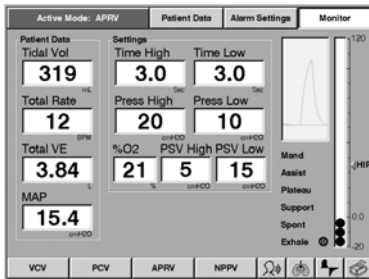 Active Mode: APRV
Patient Data
Alarm Settings
Monitor
Patient Data
Tidal Vol
319
mL
Total Rate
12
BPM
Total VE
3.84
L
MAP
15.4
cmH2O
Settings
Time High Time Low
3.0 3.0
Sec Sec
Press High Press Low
20 10
cmH2O cmH2O
%O2 PSV High PSV Low
21 5 15
% cmH2O cmH2O
120
HIP
0.0
-20
Mand
Assist
Plateau
Support
Spont
Exhale
VCV
PCV
APRV
NPPV